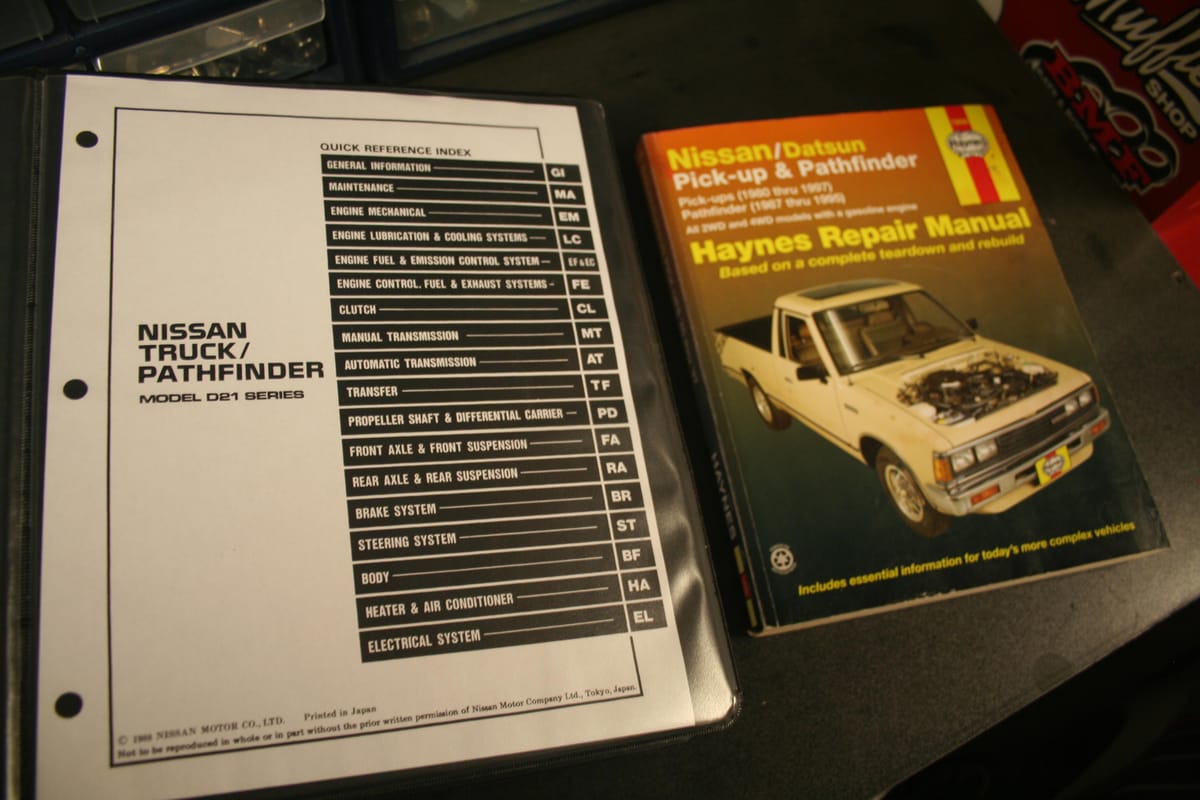 QUICK REFERENCE INDEX
GENERAL INFORMATION GI
MAINTENANCE MA
ENGINE MECHANICAL EM
ENGINE LUBRICATION & COOLING SYSTEMS LC
ENGINE FUEL & EMISSION CONTROL SYSTEM EF & EC
ENGINE CONTROL, FUEL & EXHAUST SYSTEMS FE
CLUTCH CL
MANUAL TRANSMISSION MT
AUTOMATIC TRANSMISSION AT
TRANSFER TF
PROPELLER SHAFT & DIFFERENTIAL CARRIER PD
FRONT AXLE & FRONT SUSPENSION FA
REAR AXLE & REAR SUSPENSION RA
BRAKE SYSTEM BR
STEERING SYSTEM ST
BODY BF
HEATER & AIR CONDITIONER HA
ELECTRICAL SYSTEM EL
NISSAN
TRUCK/
PATHFINDER
MODEL D21 SERIES
© 1988 NISSAN MOTOR CO., LTD. Printed in Japan
Not to be reproduced in whole or in part without the prior written permission of Nissan Motor Company Ltd., Tokyo, Japan.
Nissan/Datsun
Pick-up & Pathfinder
Pick-ups (1980 thru 1997)
Pathfinder (1987 thru 1995)
All 2WD and 4WD models with a gasoline engine
Haynes Repair Manual
Based on a complete teardown and rebuild
Haynes
Haynes
Includes essential information for today's more complex vehicles
HAYNES
Muffler
SHOP
B.M.F.